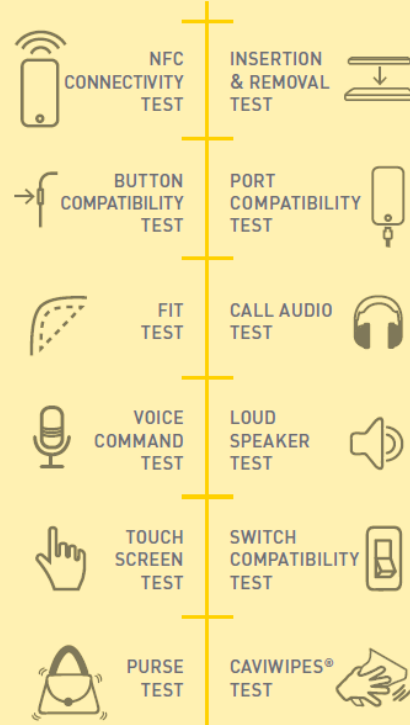 NFC
CONNECTIVITY
TEST
INSERTION
& REMOVAL
TEST
BUTTON
COMPATIBILITY
TEST
PORT
COMPATIBILITY
TEST
FIT
TEST
CALL AUDIO
TEST
VOICE
COMMAND
TEST
LOUD
SPEAKER
TEST
TOUCH
SCREEN
TEST
SWITCH
COMPATIBILITY
TEST
PURSE
TEST
CAVIWIPES®
TEST